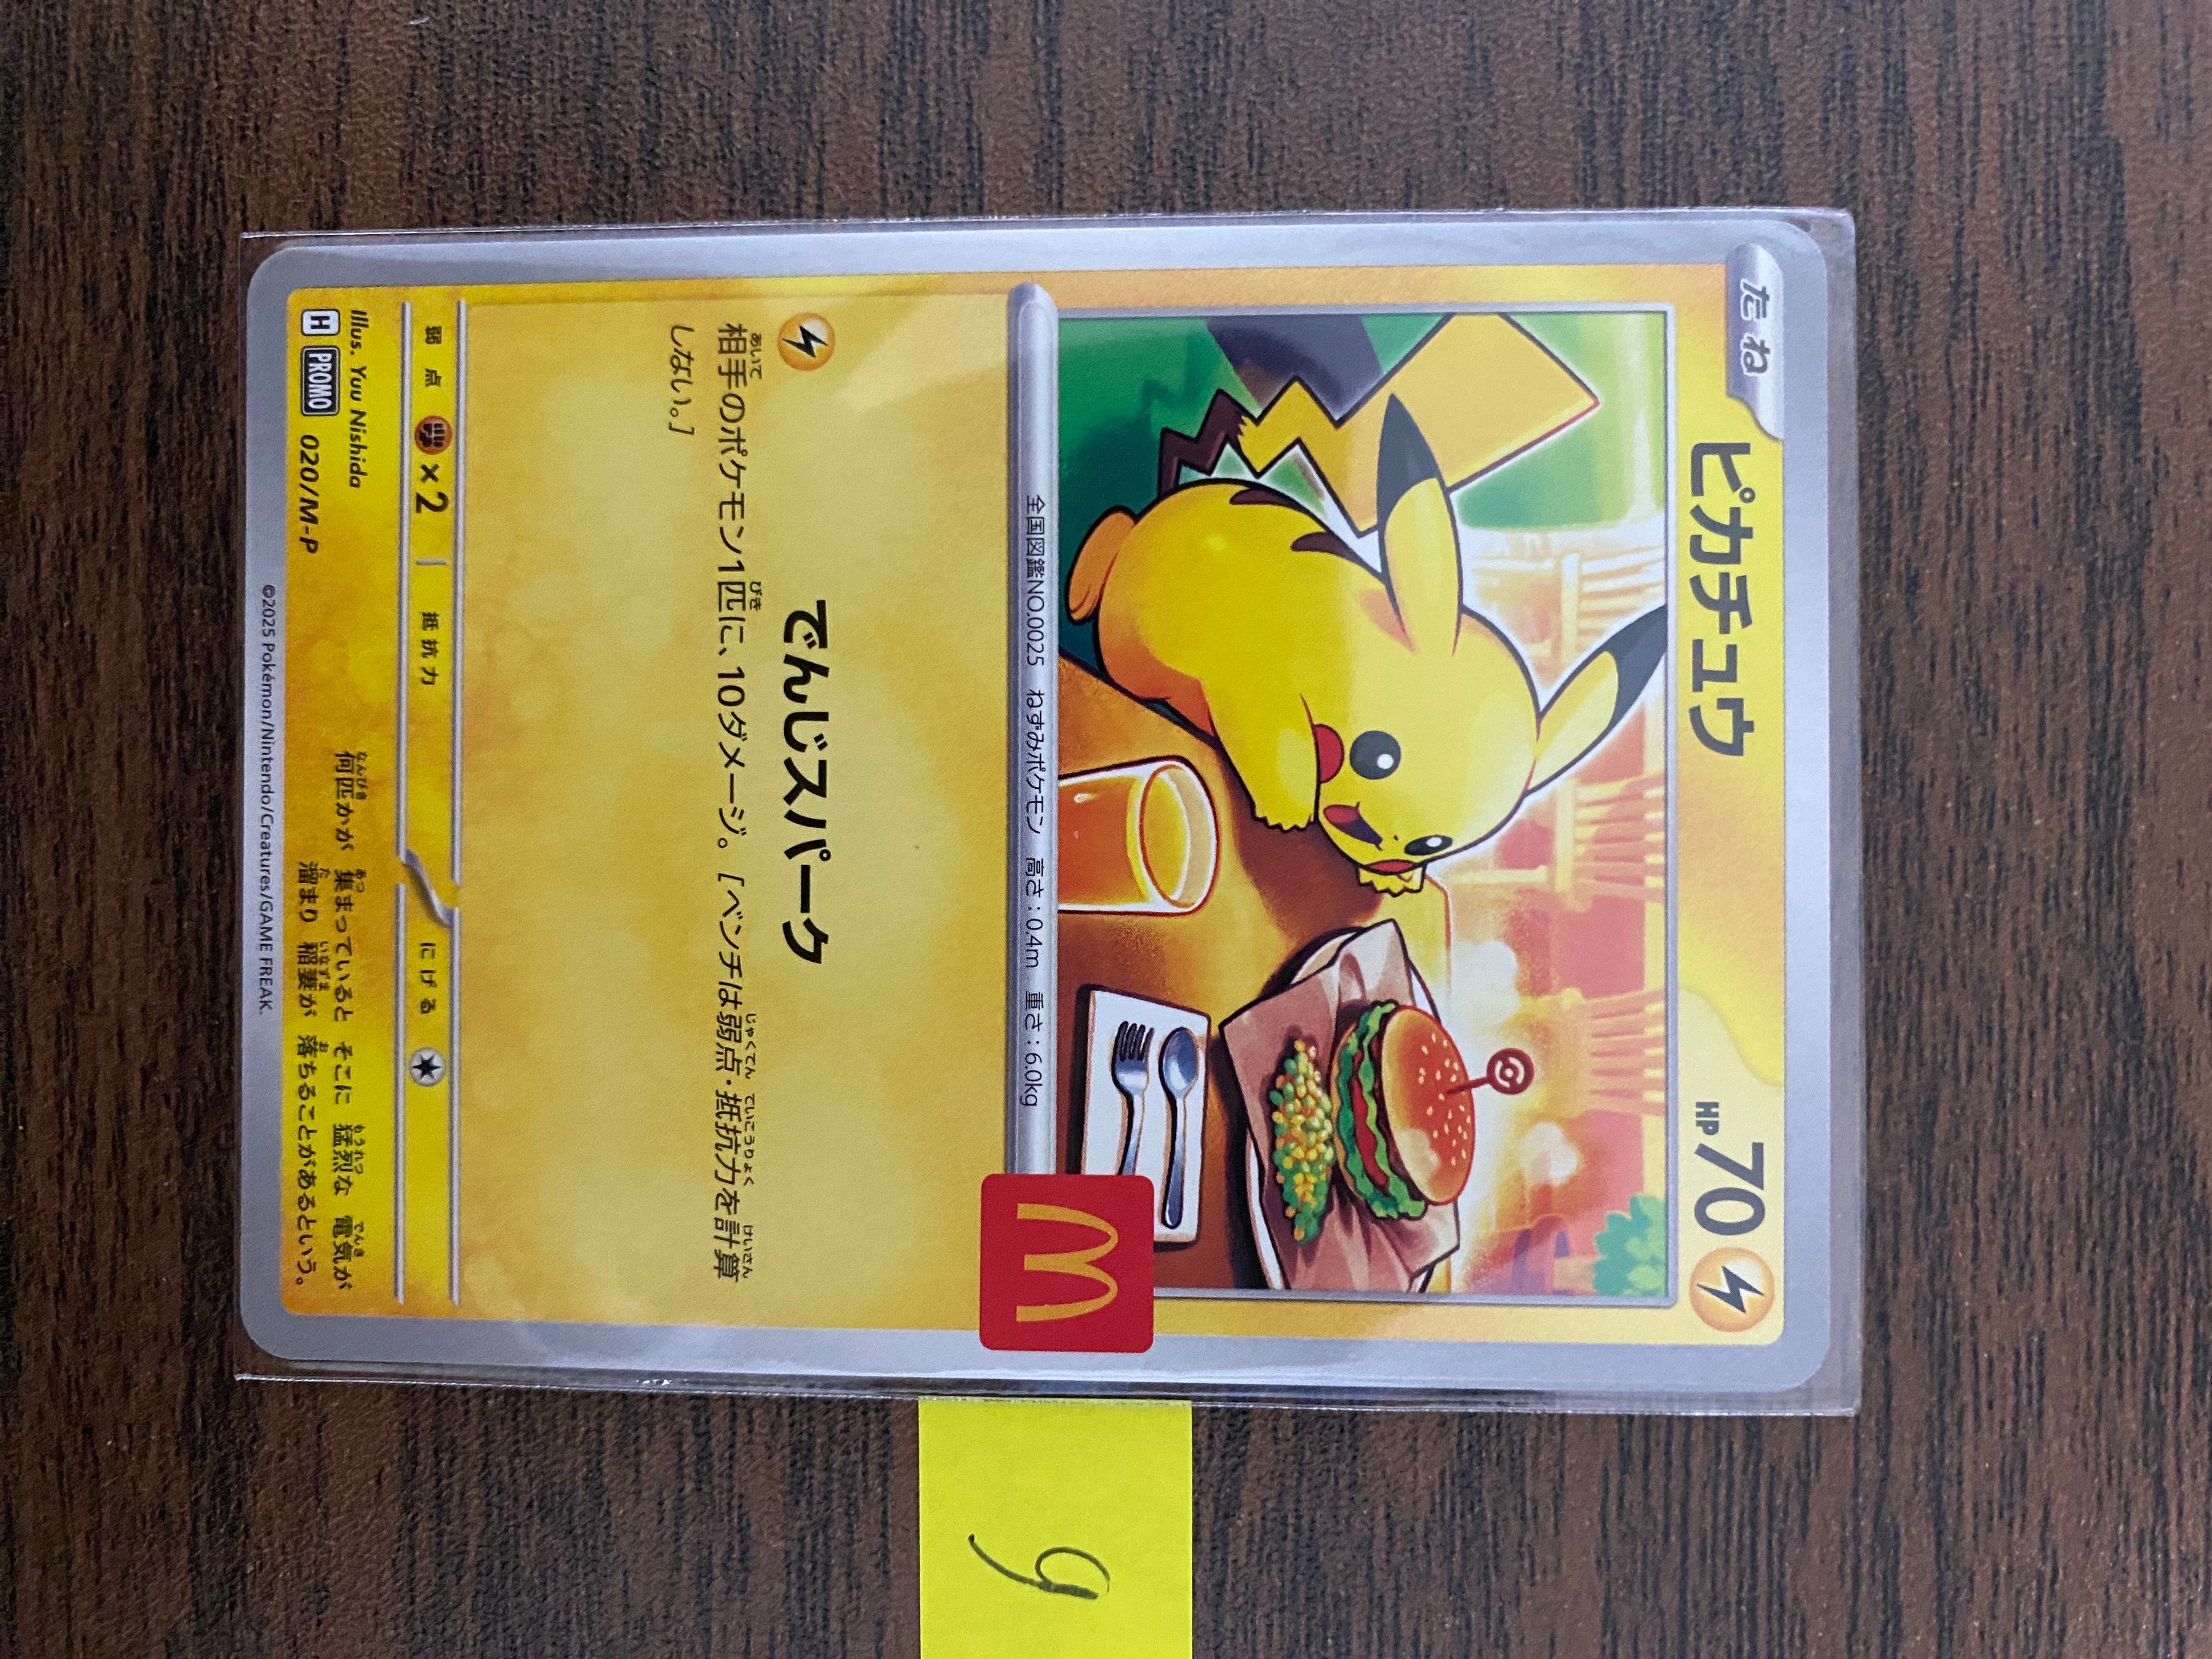 たね
ピカチュウ
HP 70
全国図鑑NO.0025 ねずみポケモン 高さ:0.4m 重さ:6.0kg
でんじスパーク
相手のポケモン1匹に、10ダメージ。[ベンチは弱点・抵抗力を計算
しない。]
弱点 ×2 抵抗力 にげる
Illus. Yuu Nishida
H PROMO 020/M-P
何匹かが 集まっていると そこに 猛烈な 電気が
溜まり 稲妻が 落ちることがあるという。
©2025 Pokémon/Nintendo/Creatures/GAME FREAK.
9